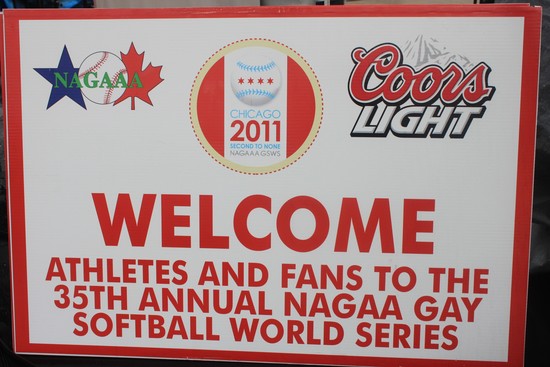 NAGAAA
CHICAGO
2011
SECOND TO NONE
NAGAAA GSWS
Coors
LIGHT
WELCOME
ATHLETES AND FANS TO THE
35TH ANNUAL NAGAA GAY
SOFTBALL WORLD SERIES